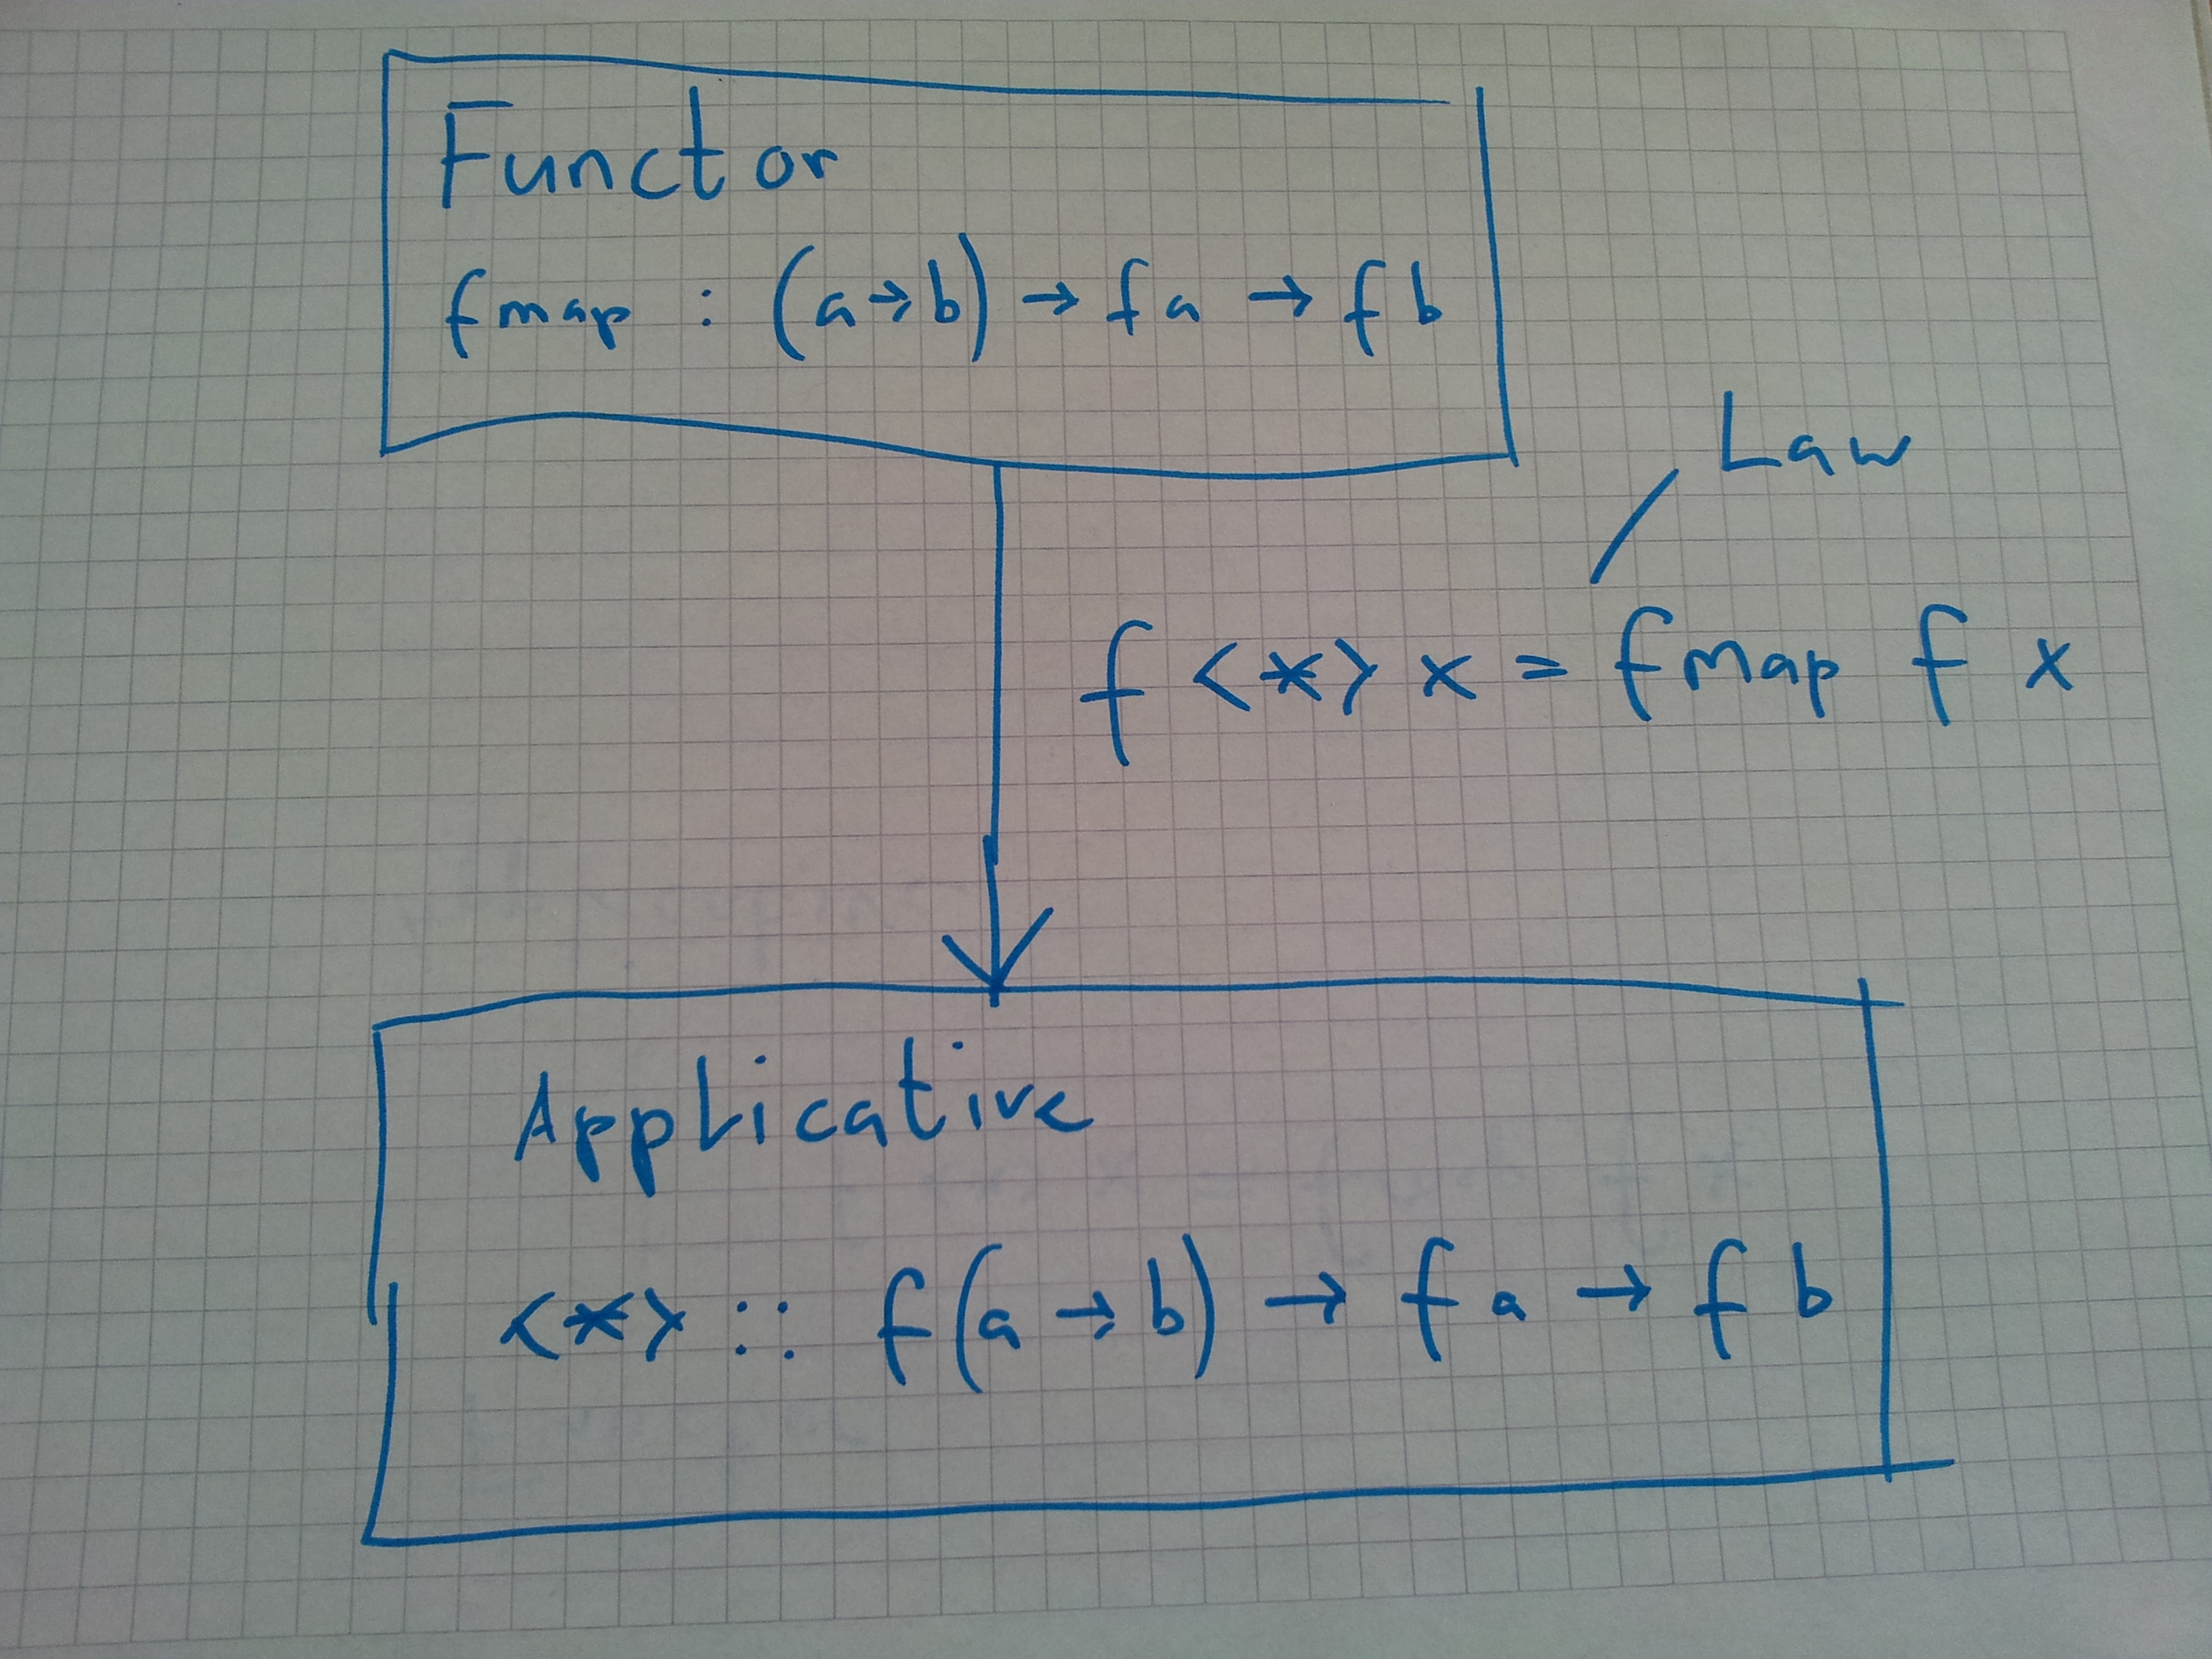 Functor
fmap : (a→b) → f a → f b
Law
f <*> x = fmap f x
Applicative
<*> :: f(a → b) → f a → f b